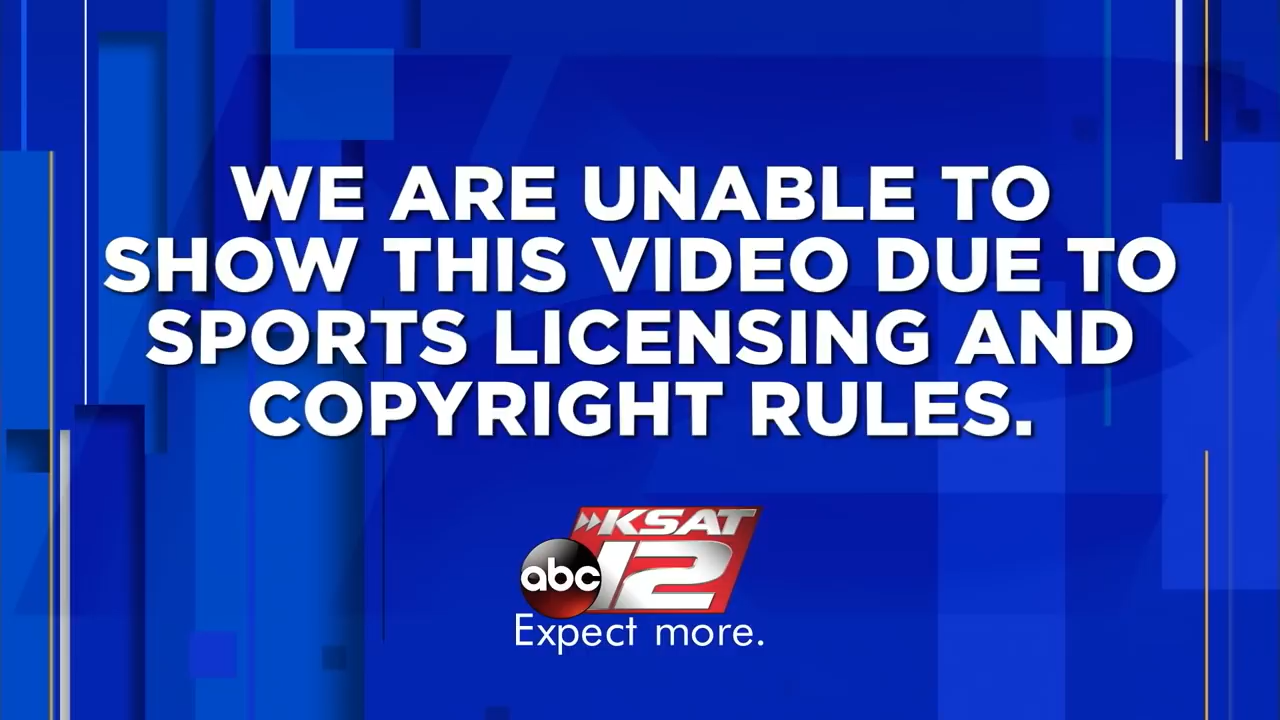 WE ARE UNABLE TO
SHOW THIS VIDEO DUE TO
SPORTS LICENSING AND
COPYRIGHT RULES.
KSAT
abc 12
Expect more.